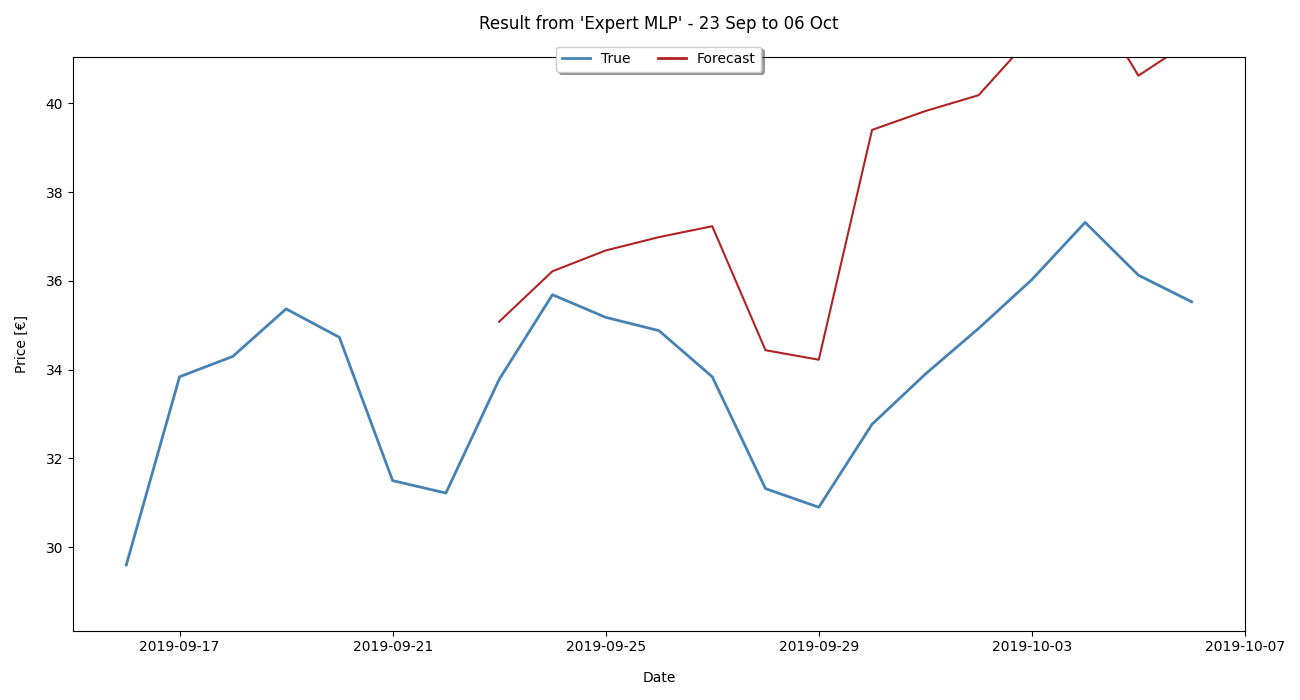 Result from 'Expert MLP' - 23 Sep to 06 Oct
True Forecast
40
38
36
34
32
30
Price [€]
2019-09-17 2019-09-21 2019-09-25 2019-09-29 2019-10-03 2019-10-07
Date